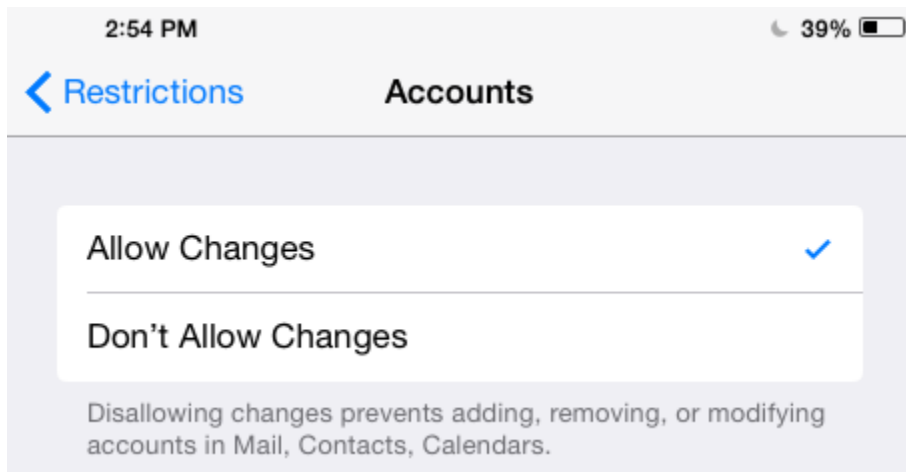 2:54 PM 39%
Restrictions Accounts
Allow Changes
Don’t Allow Changes
Disallowing changes prevents adding, removing, or modifying
accounts in Mail, Contacts, Calendars.